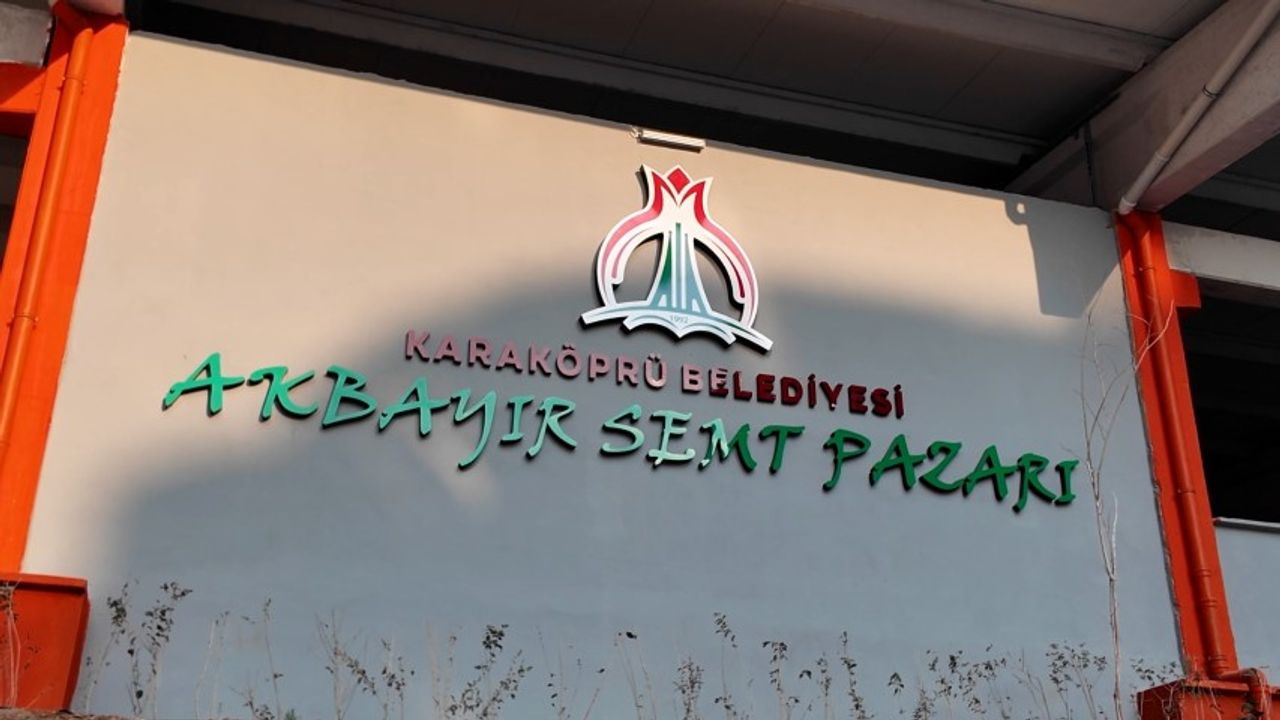 1992
KARAKÖPRÜ BELEDİYESİ
AKBAYIR SEMT PAZARI